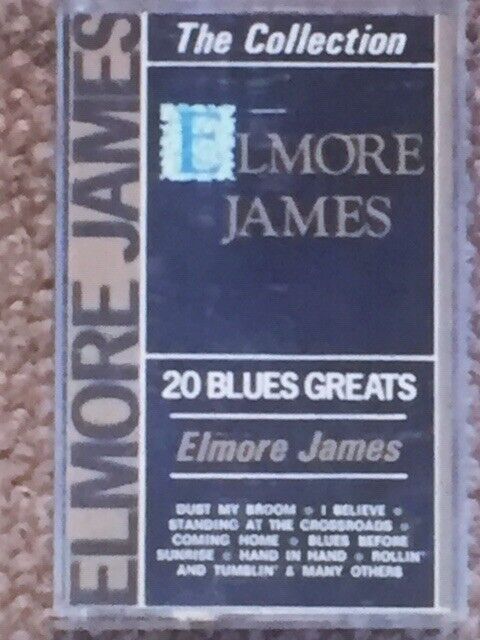 ELMORE JAMES
The Collection
ELMORE
JAMES
20 BLUES GREATS
Elmore James
DUST MY BROOM • I BELIEVE •
STANDING AT THE CROSSROADS •
COMING HOME • BLUES BEFORE
SUNRISE • HAND IN HAND • ROLLIN'
AND TUMBLIN' & MANY OTHERS